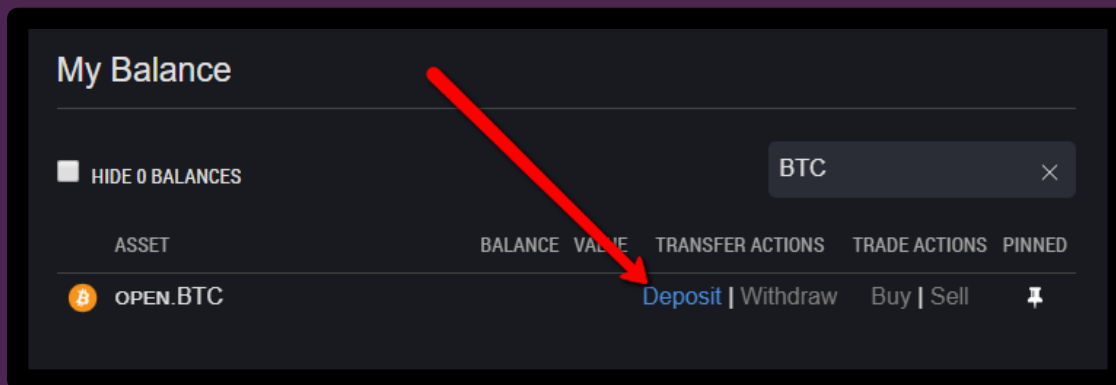 My Balance
HIDE 0 BALANCES
BTC
ASSET BALANCE VALUE TRANSFER ACTIONS TRADE ACTIONS PINNED
OPEN.BTC Deposit | Withdraw Buy | Sell